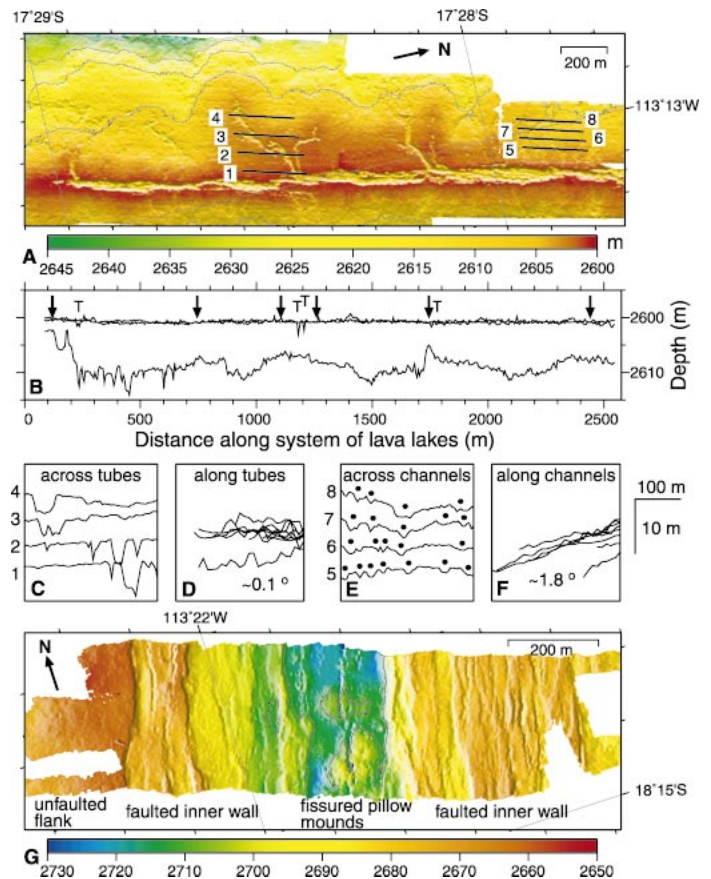 17°29'S
17°28'S
N
200 m
113°13'W
4
3
2
1
8
7
6
5
A
m
2645 2640 2635 2630 2625 2620 2615 2610 2605 2600
T
T T
T
2600
2610
Depth (m)
B
0 500 1000 1500 2000 2500
Distance along system of lava lakes (m)
across tubes
4
3
2
1
C
along tubes
D
~0.1 °
across channels
8
7
6
5
E
along channels
F
~1.8 °
100 m
10 m
113°22'W
N
200 m
18°15'S
unfaulted
flank
faulted inner wall
fissured pillow
mounds
faulted inner wall
G
2730 2720 2710 2700 2690 2680 2670 2660 2650